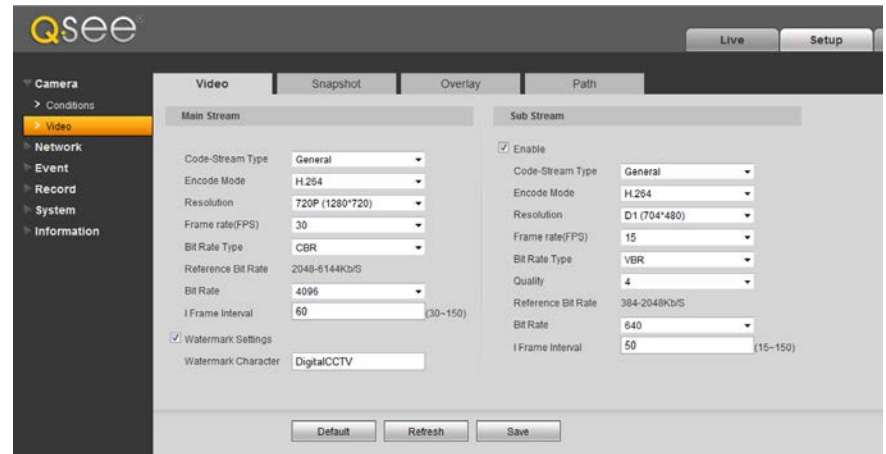 Q-See®
Live
Setup
Camera
> Conditions
> Video
Network
Event
Record
System
Information
Video
Snapshot
Overlay
Path
Main Stream
Code-Stream Type General
Encode Mode H.264
Resolution 720P (1280*720)
Frame rate(FPS) 30
Bit Rate Type CBR
Reference Bit Rate 2048-6144Kb/S
Bit Rate 4096
I Frame Interval 60 (30~150)
Watermark Settings
Watermark Character DigitalCCTV
Sub Stream
Enable
Code-Stream Type General
Encode Mode H.264
Resolution D1 (704*480)
Frame rate(FPS) 15
Bit Rate Type VBR
Quality 4
Reference Bit Rate 384-2048Kb/S
Bit Rate 640
I Frame Interval 50 (15~150)
Default
Refresh
Save